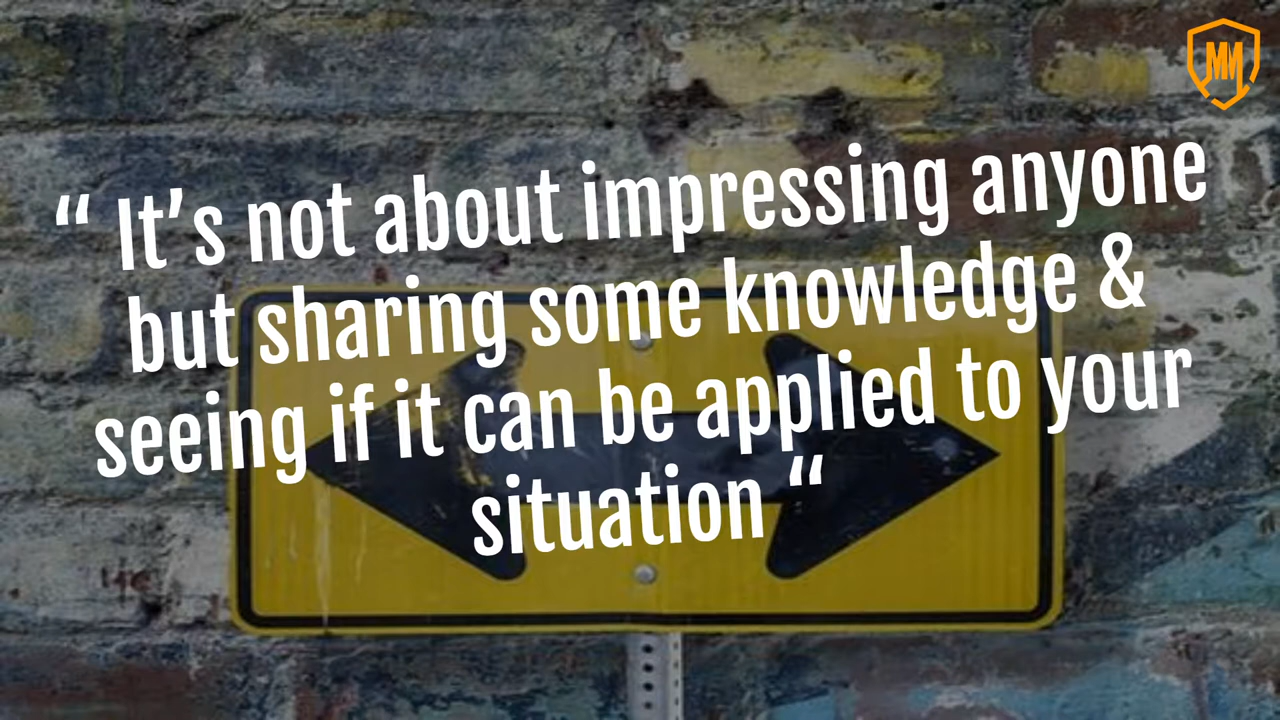 MM
“ It’s not about impressing anyone
but sharing some knowledge &
seeing if it can be applied to your
situation “